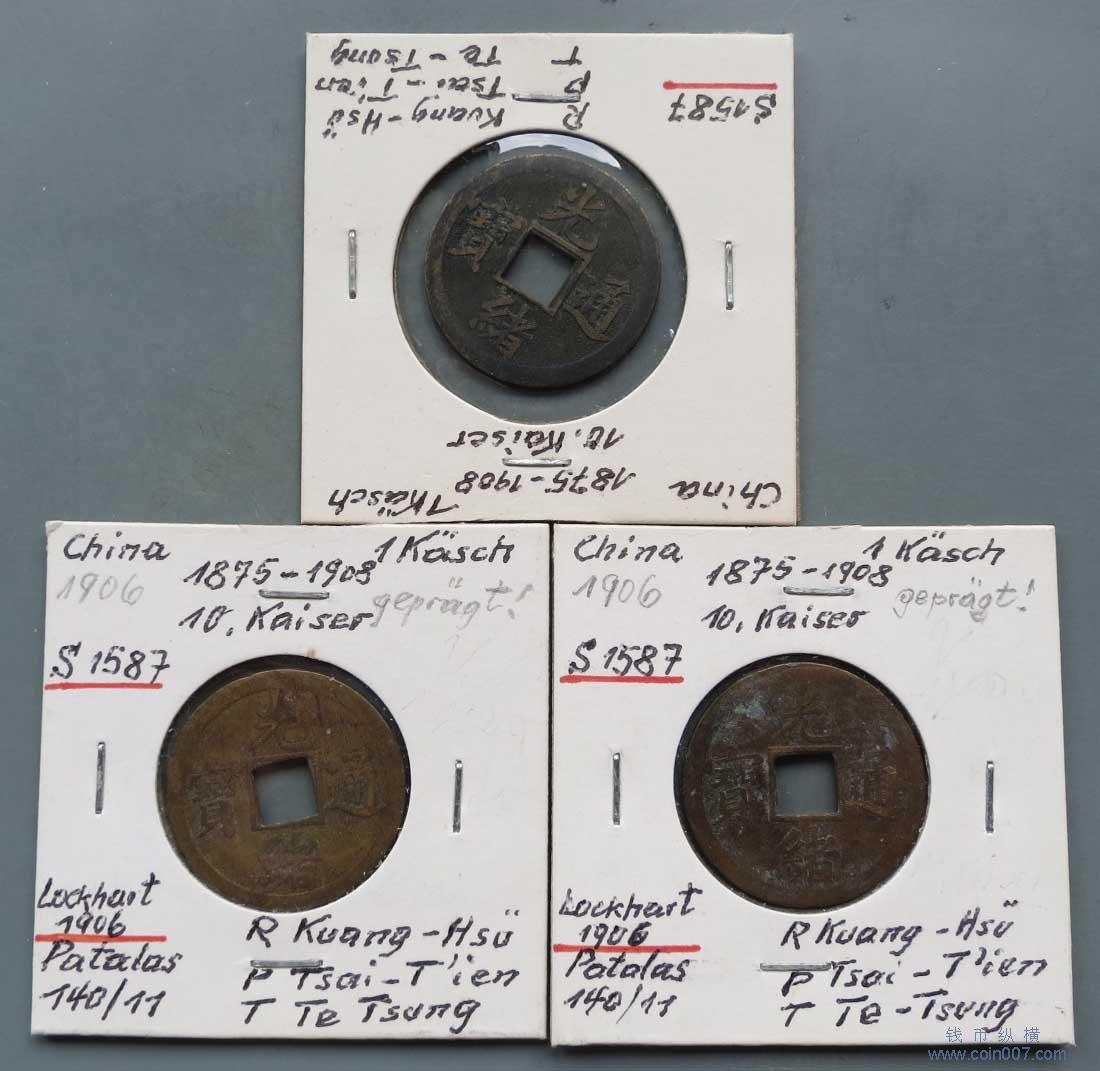 China
1875-1908
1 Käsch
10. Kaiser
S 1587
光緒通寶
R Kuang-Hsü
P Tsai-T'ien
T Te-Tsung
China
1906
1875-1908
1 Käsch
10. Kaiser
geprägt!
S 1587
光緒通寶
Lockhart
1906
Patalas
140/11
R Kuang-Hsü
P Tsai-T'ien
T Te Tsung
China
1906
1875-1908
1 Käsch
10. Kaiser
geprägt!
S 1587
光緒通寶
Lockhart
1906
Patalas
140/11
R Kuang-Hsü
P Tsai-T'ien
T Te-Tsung
钱币纵横
www.coin007.com